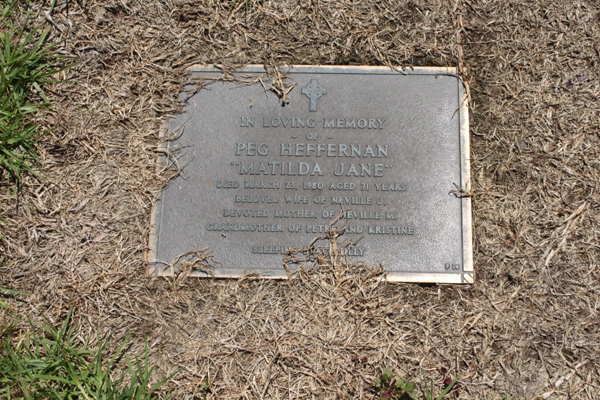 IN LOVING MEMORY
OF
PEG HEFFERNAN
"MATILDA JANE"
DIED MARCH 23, 1980 AGED 71 YEARS
BELOVED WIFE OF NEVILLE J.
DEVOTED MOTHER OF NEVILLE M.
GRANDMOTHER OF PETER AND KRISTINE
SLEEPING